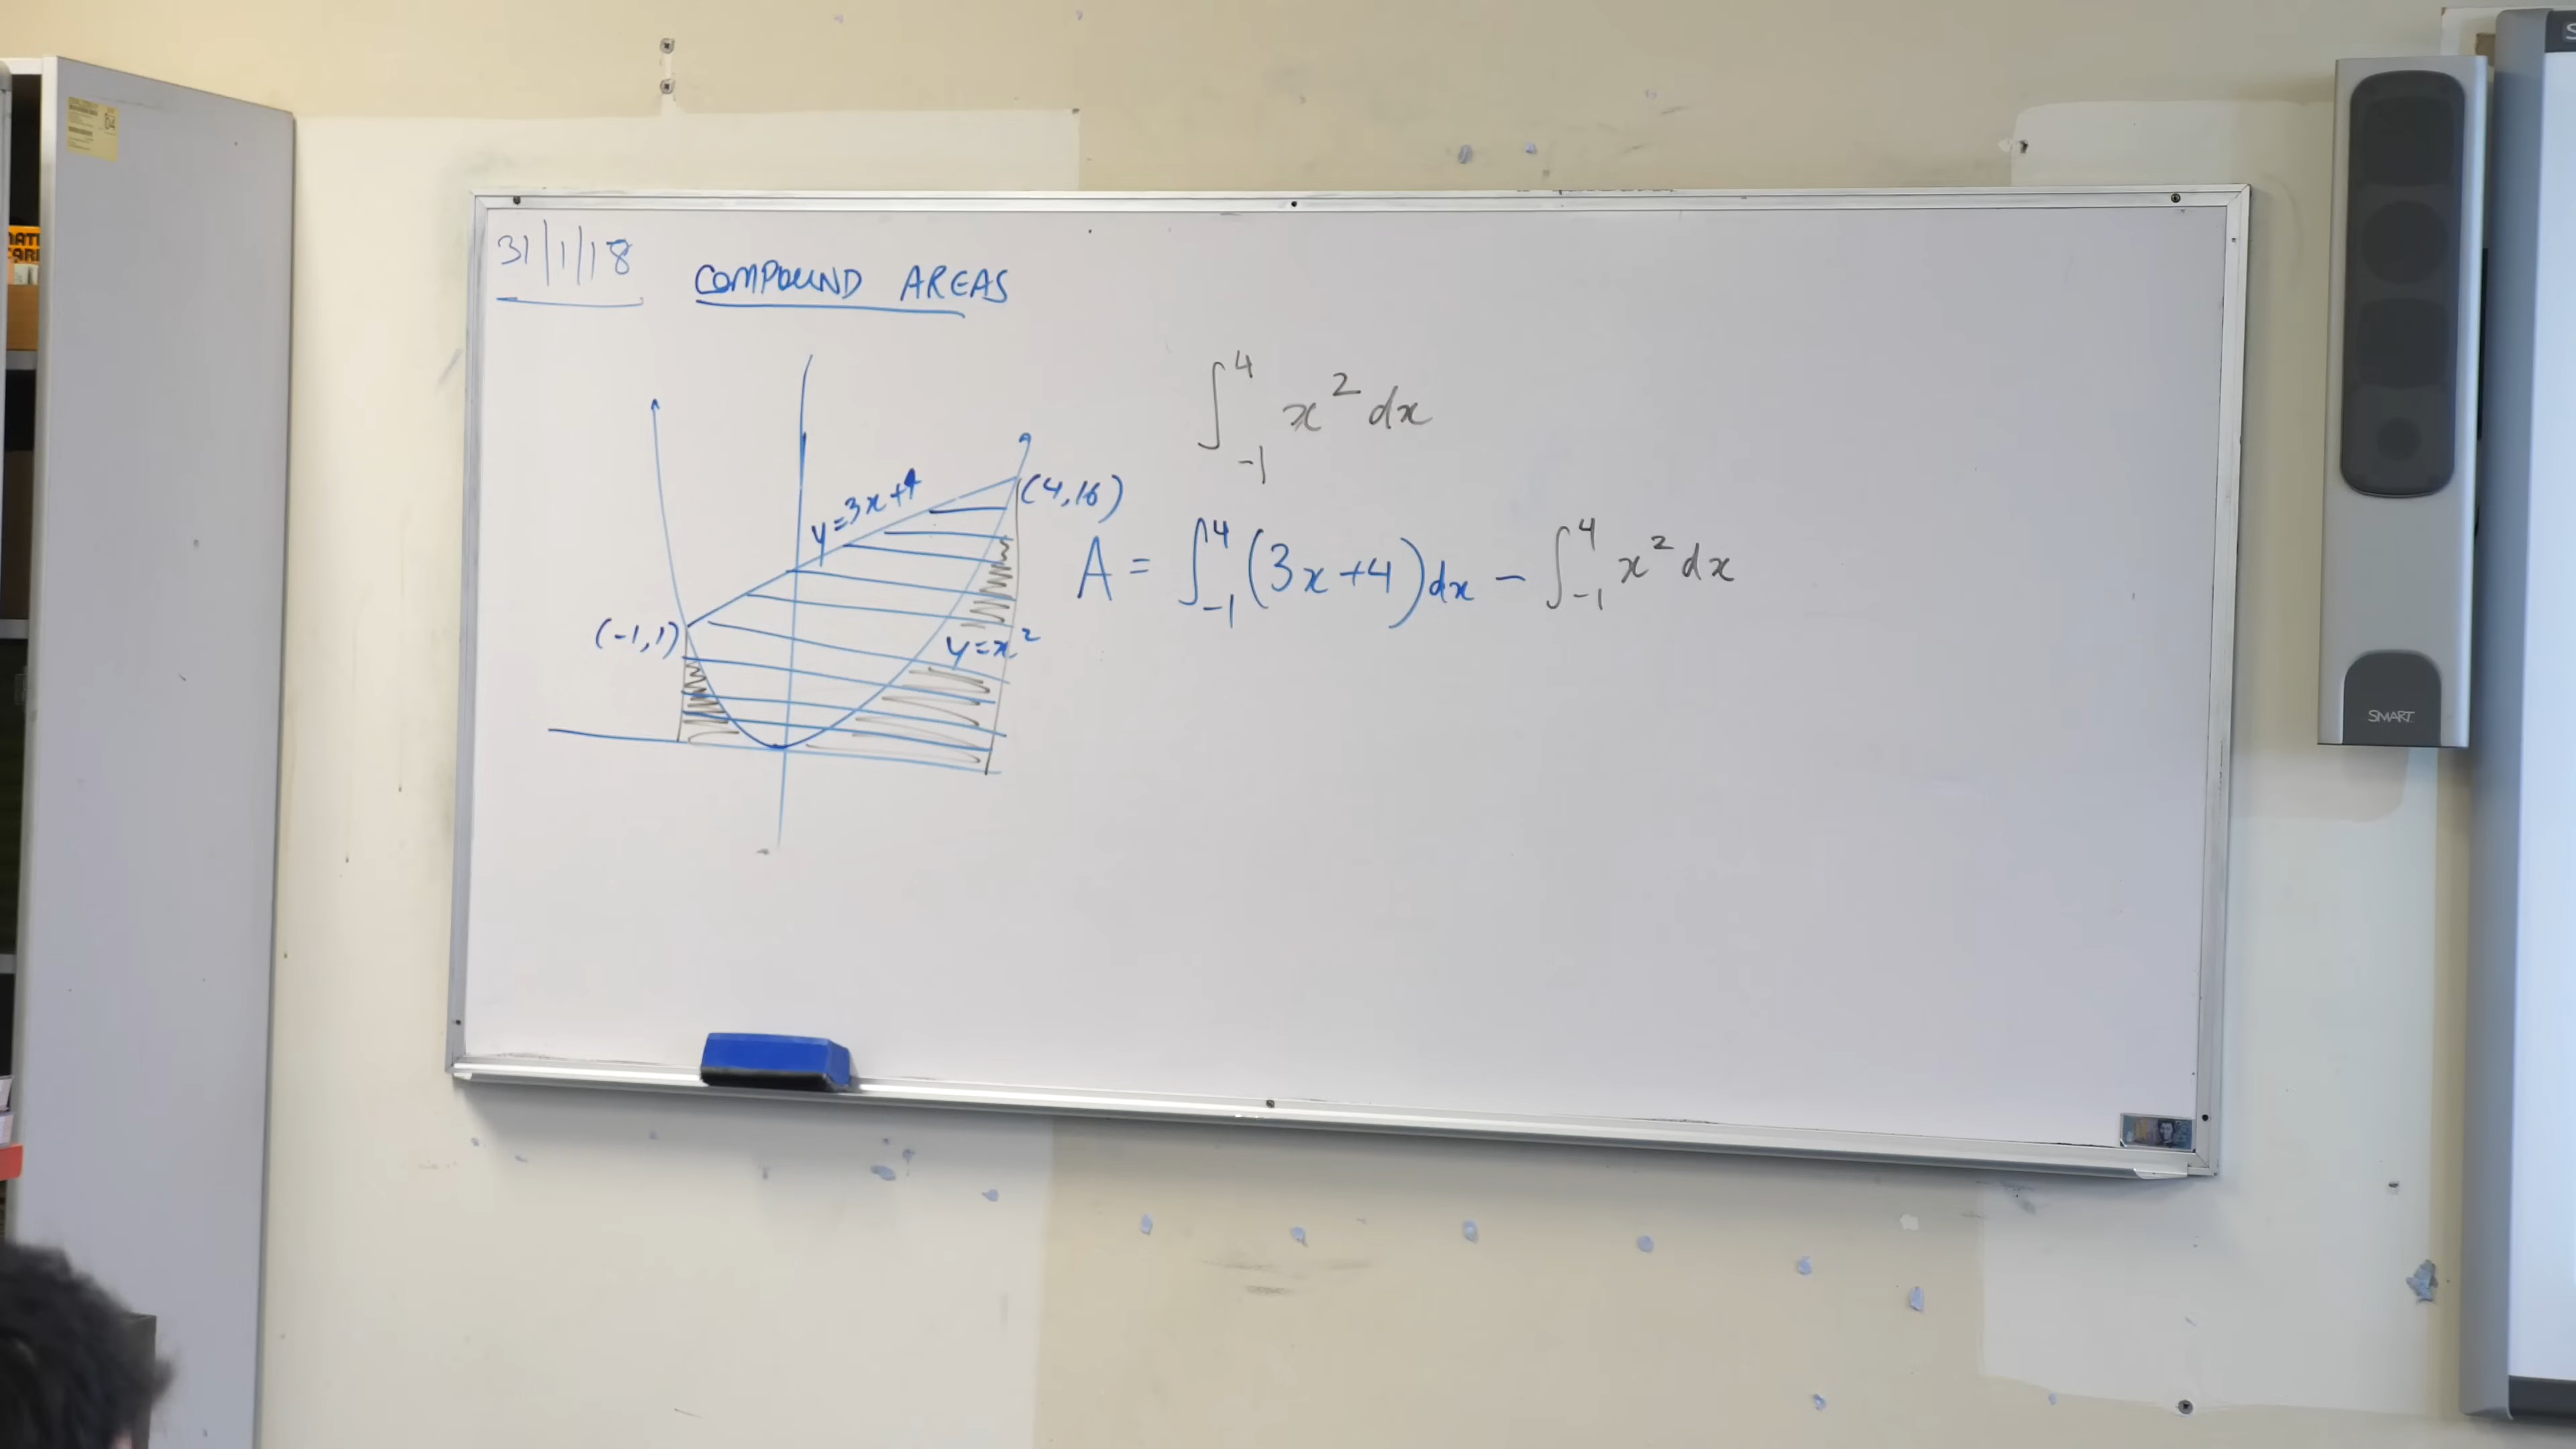 31/1/18 COMPOUND AREAS
∫₋₁⁴ x² dx
y=3x+4
(4,16)
A = ∫₋₁⁴ (3x+4)dx − ∫₋₁⁴ x² dx
(-1,1)
y=x²
SMART